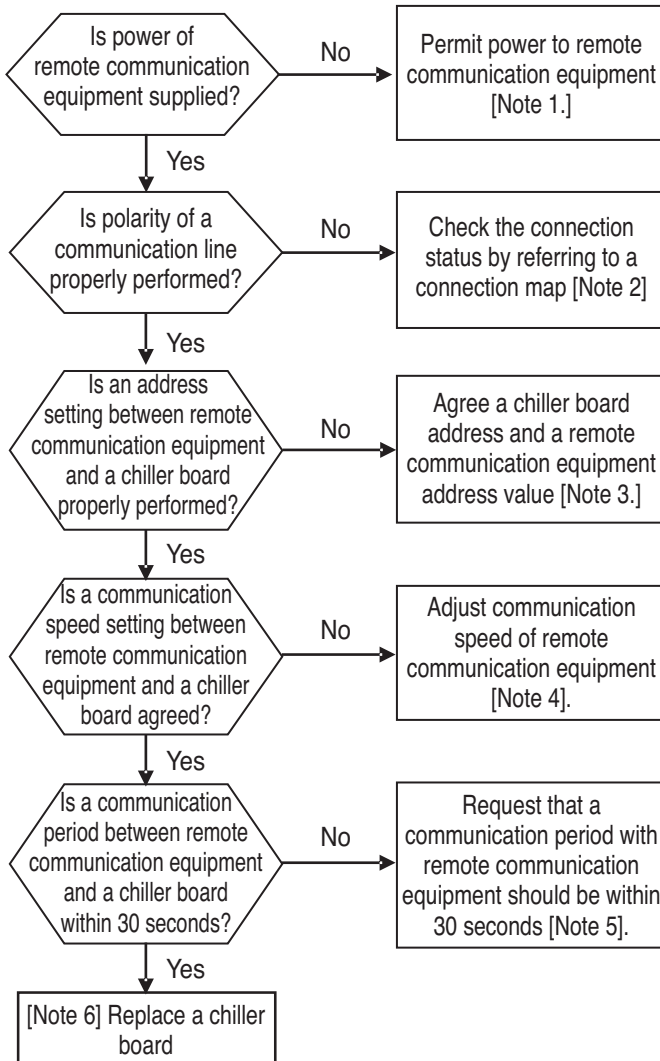 Is power of
remote communication
equipment supplied?
No
Permit power to remote
communication equipment
[Note 1.]
Yes
Is polarity of a
communication line
properly performed?
No
Check the connection
status by referring to a
connection map [Note 2]
Yes
Is an address
setting between remote
communication equipment
and a chiller board
properly performed?
No
Agree a chiller board
address and a remote
communication equipment
address value [Note 3.]
Yes
Is a communication
speed setting between
remote communication
equipment and a chiller
board agreed?
No
Adjust communication
speed of remote
communication equipment
[Note 4].
Yes
Is a communication
period between remote
communication equipment
and a chiller board
within 30 seconds?
No
Request that a
communication period with
remote communication
equipment should be within
30 seconds [Note 5].
Yes
[Note 6] Replace a chiller
board